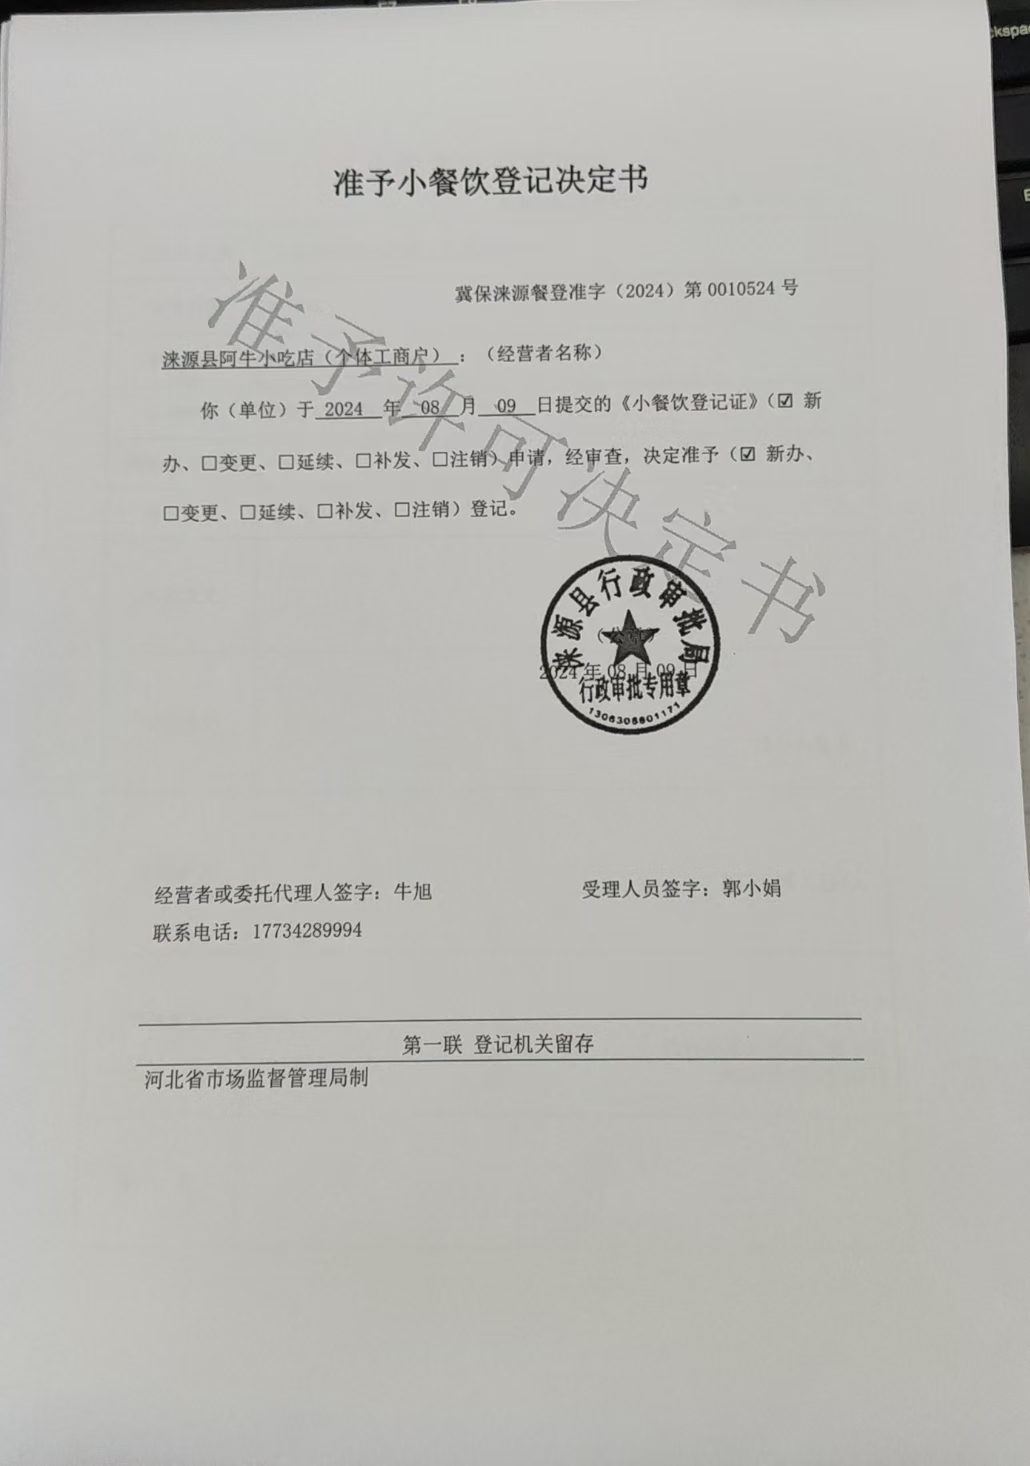 准予小餐饮登记决定书
冀保涞源餐登准字（2024）第 0010524 号
涞源县阿牛小吃店（个体工商户）：（经营者名称）
你（单位）于 2024 年 08 月 09 日提交的《小餐饮登记证》（☑ 新
办、☐变更、☐延续、☐补发、☐注销）申请，经审查，决定准予（☑ 新办、
☐变更、☐延续、☐补发、☐注销）登记。
准予许可决定书
涞源县行政审批局
2024 年 08 月 09 日
行政审批专用章
经营者或委托代理人签字：牛旭
受理人员签字：郭小娟
联系电话：17734289994
第一联 登记机关留存
河北省市场监督管理局制